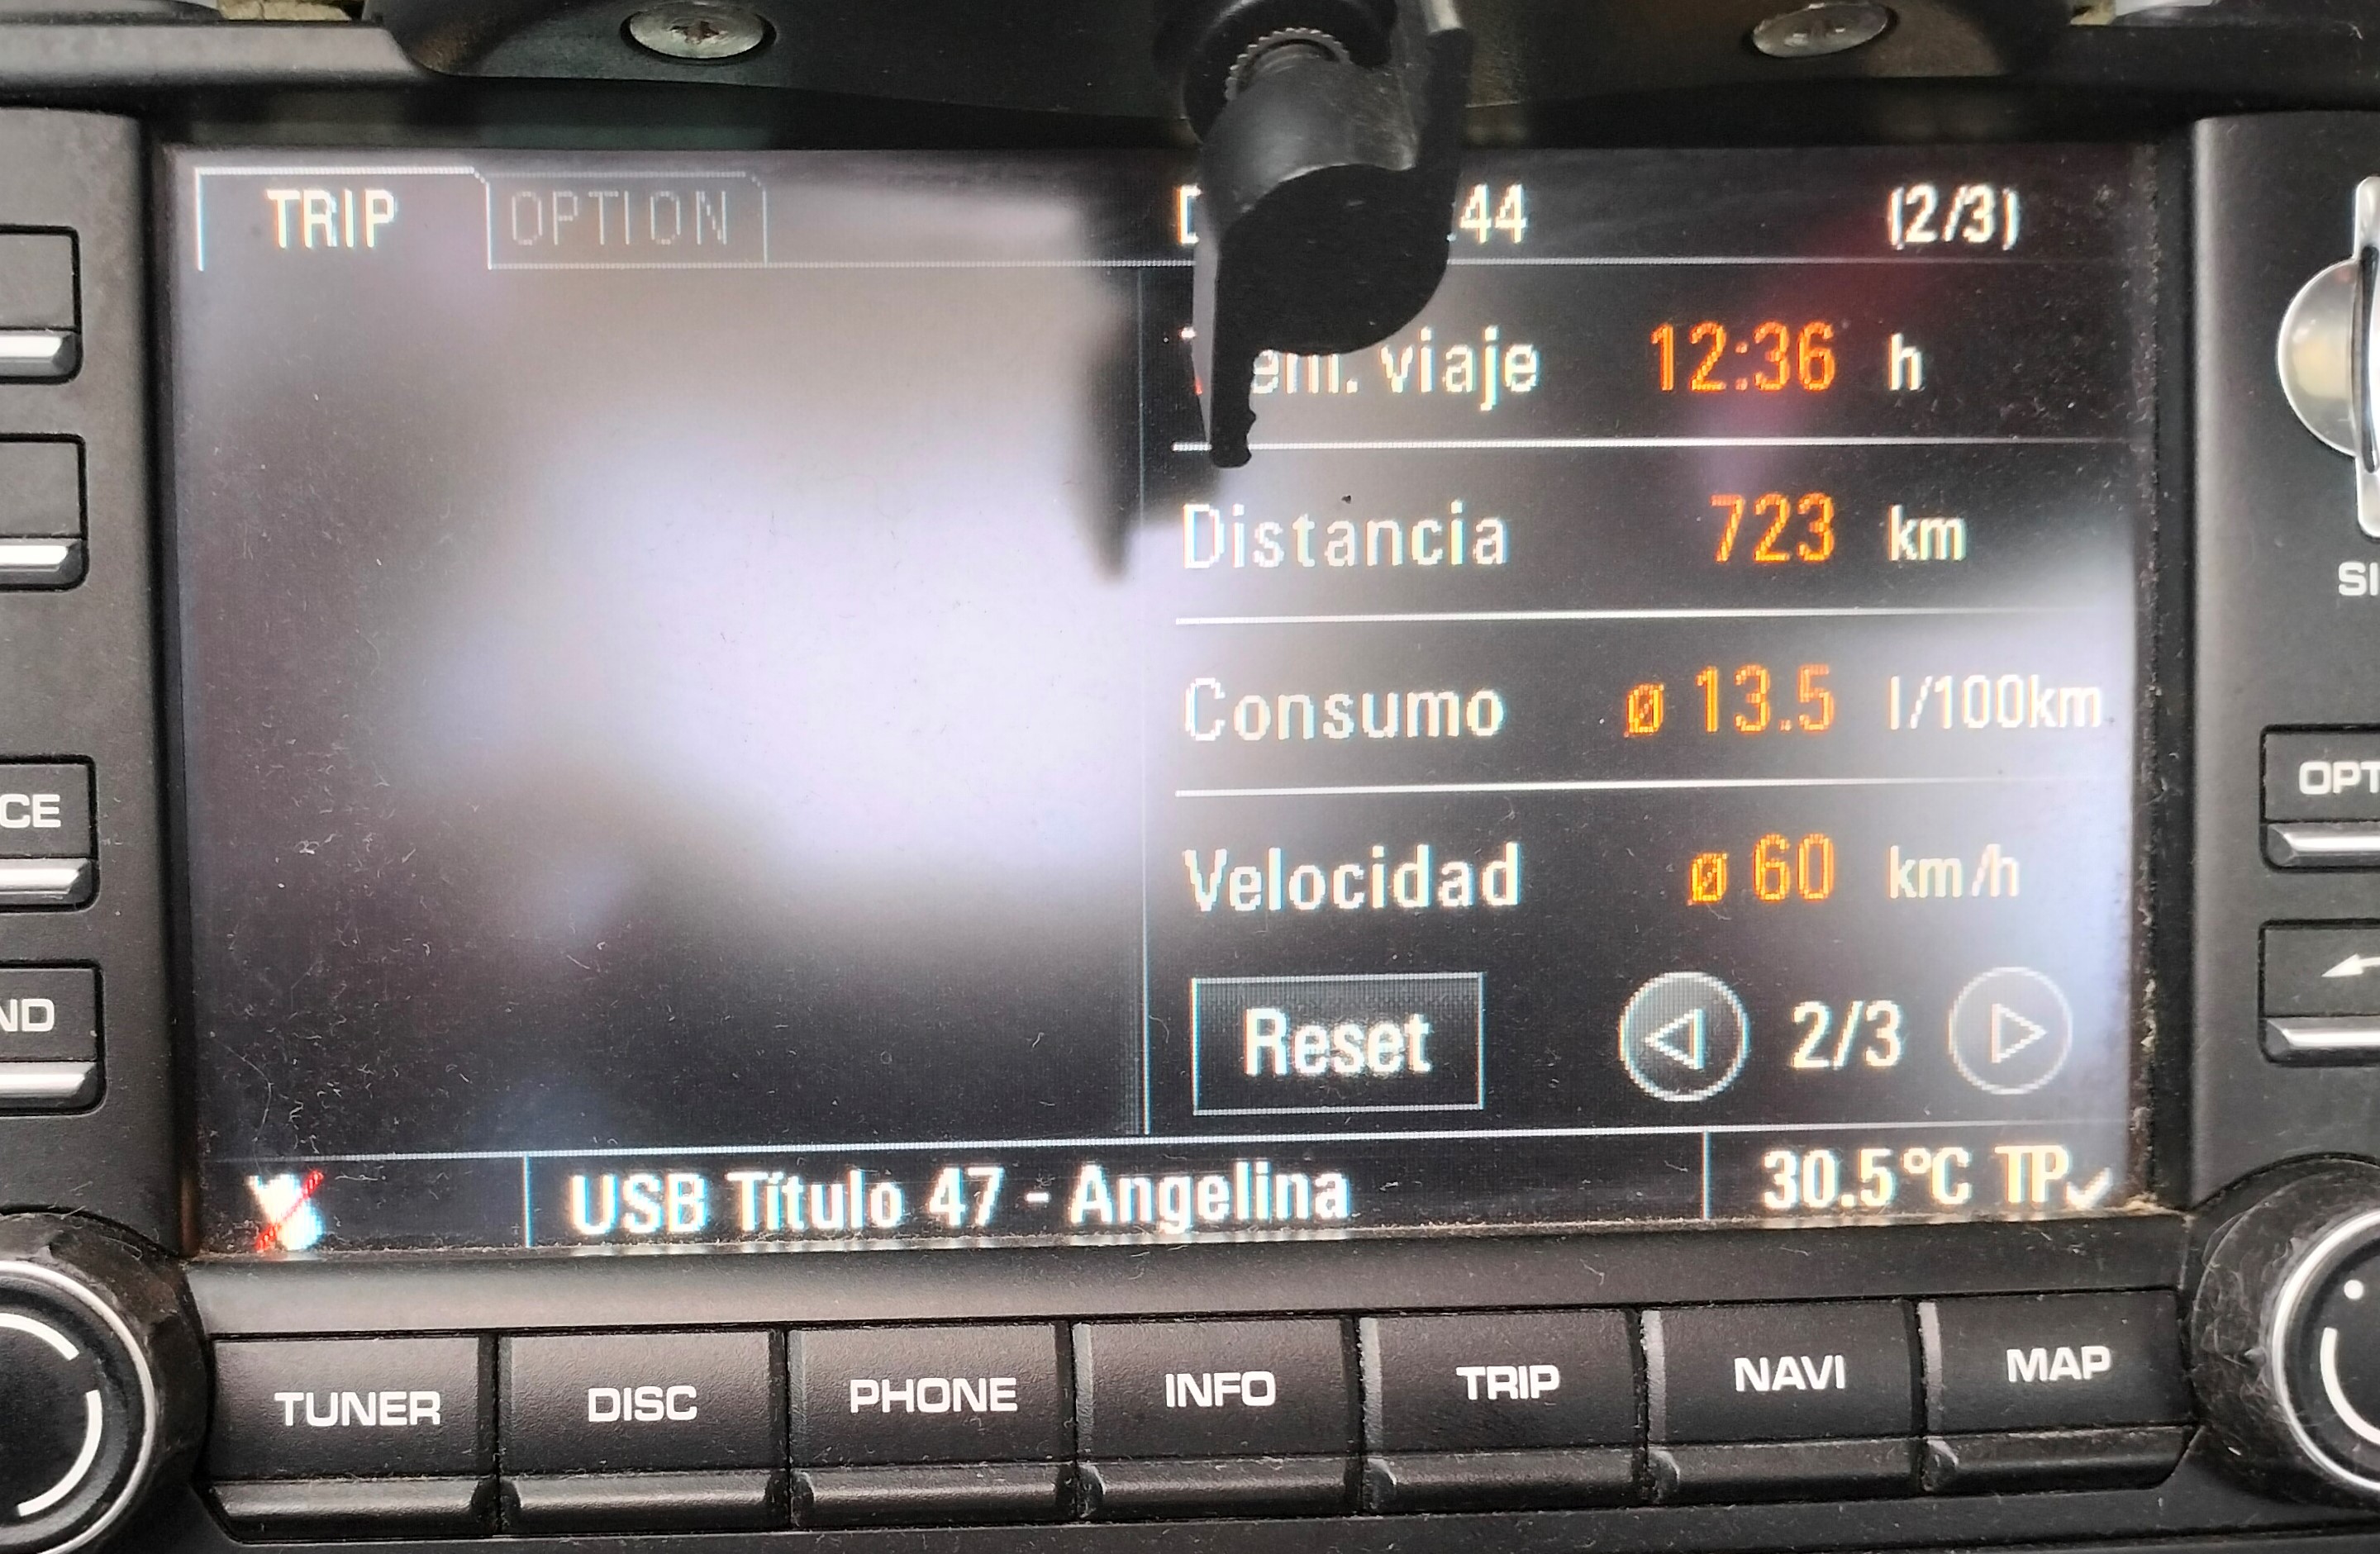 TRIP OPTION 44 (2/3)
viaje 12:36 h
Distancia 723 km
Consumo ø 13.5 l/100km
Velocidad ø 60 km/h
Reset 2/3
USB Título 47 - Angelina 30.5°C TP
TUNER DISC PHONE INFO TRIP NAVI MAP